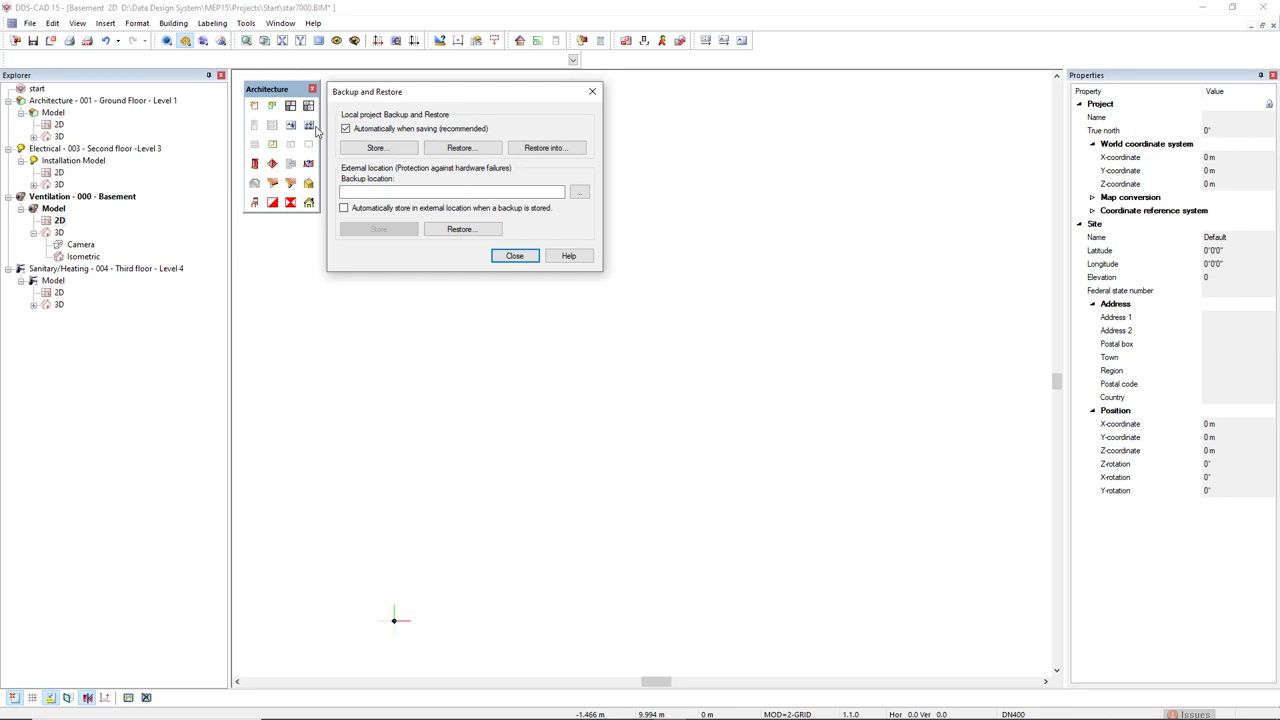 DDS-CAD 15 - [Basement  2D  D:\Data Design System\MEP15\Projects\Start\star7000.BIM* ]
File Edit View Insert Format Building Labeling Tools Window Help
Explorer
start
Architecture - 001 - Ground Floor - Level 1
Model
2D
3D
Electrical - 003 - Second floor -Level 3
Installation Model
2D
3D
Ventilation - 000 - Basement
Model
2D
3D
Camera
Isometric
Sanitary/Heating - 004 - Third floor - Level 4
Model
2D
3D
Architecture
Backup and Restore
Local project Backup and Restore
Automatically when saving (recommended)
Store... Restore... Restore into...
External location (Protection against hardware failures)
Backup location:
...
Automatically store in external location when a backup is stored.
Store Restore...
Close Help
Properties
Property Value
Project
Name
True north 0°
World coordinate system
X-coordinate 0 m
Y-coordinate 0 m
Z-coordinate 0 m
Map conversion
Coordinate reference system
Site
Name Default
Latitude 0°0'0"
Longitude 0°0'0"
Elevation 0
Federal state number
Address
Address 1
Address 2
Postal box
Town
Region
Postal code
Country
Position
X-coordinate 0 m
Y-coordinate 0 m
Z-coordinate 0 m
Z-rotation 0°
X-rotation 0°
Y-rotation 0°
-1.466 m 9.994 m 0 m MOD=2-GRID 1.1.0 Hor 0.0 Ver 0.0 DN400 Issues